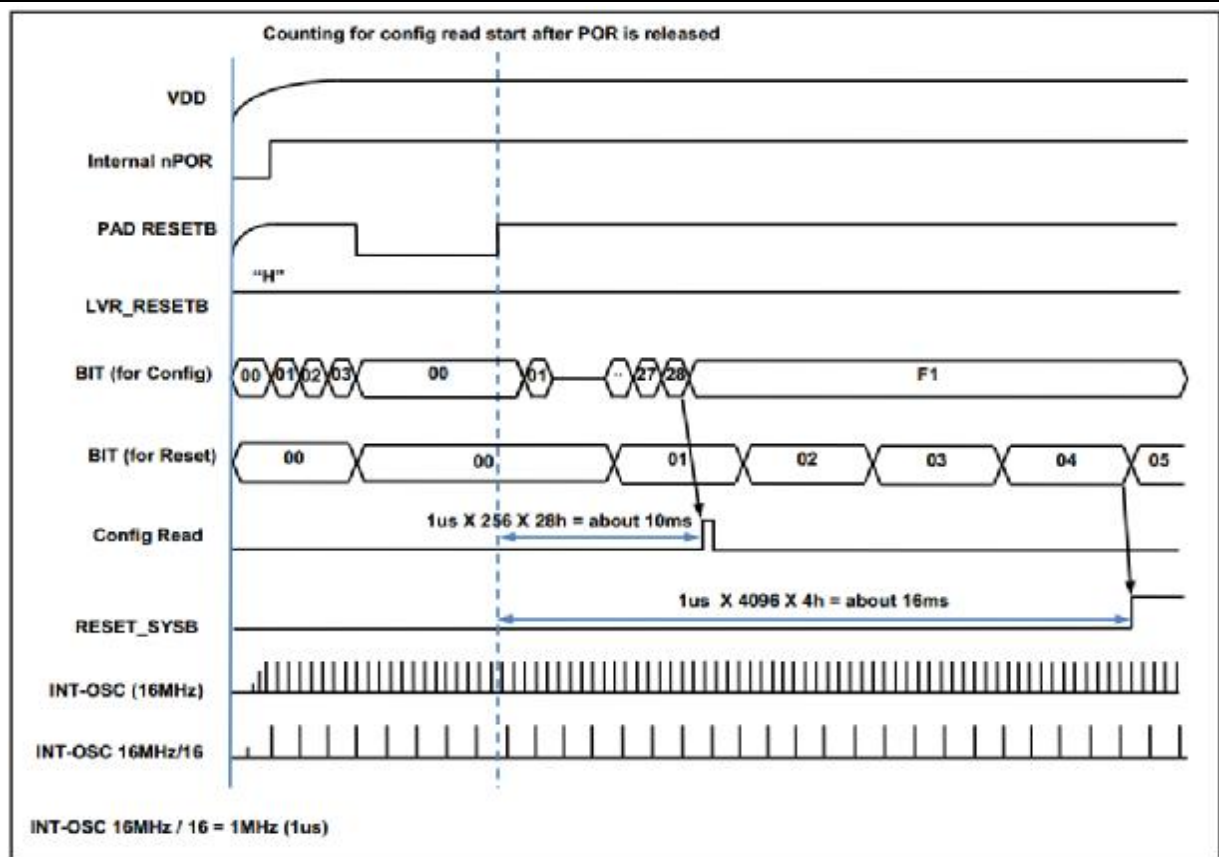 Counting for config read start after POR is released
VDD
Internal nPOR
PAD RESETB
“H”
LVR_RESETB
BIT (for Config) 00 01 02 03 00 01 .. 27 28 F1
BIT (for Reset) 00 00 01 02 03 04 05
1us X 256 X 28h = about 10ms
Config Read
1us X 4096 X 4h = about 16ms
RESET_SYSB
INT-OSC (16MHz)
INT-OSC 16MHz/16
INT-OSC 16MHz / 16 = 1MHz (1us)